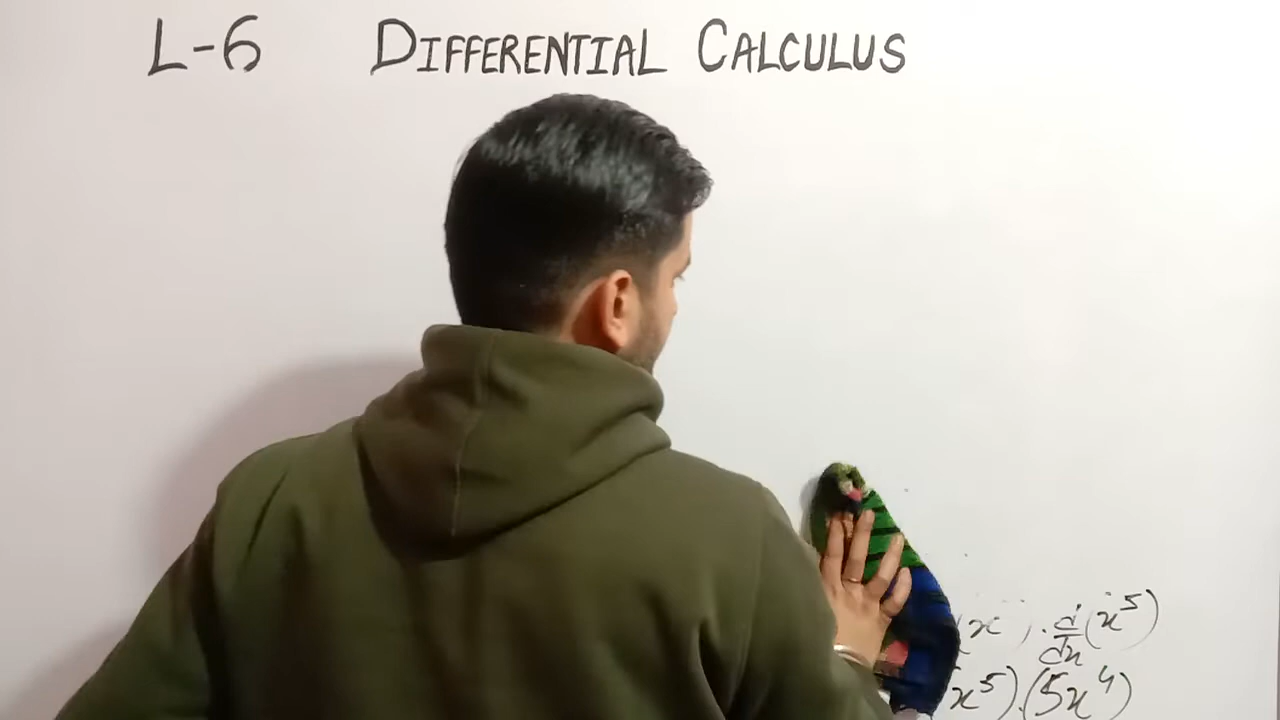 L-6 DIFFERENTIAL CALCULUS
(x ) . d/dx (x⁵)
x⁵) . (5x⁴)